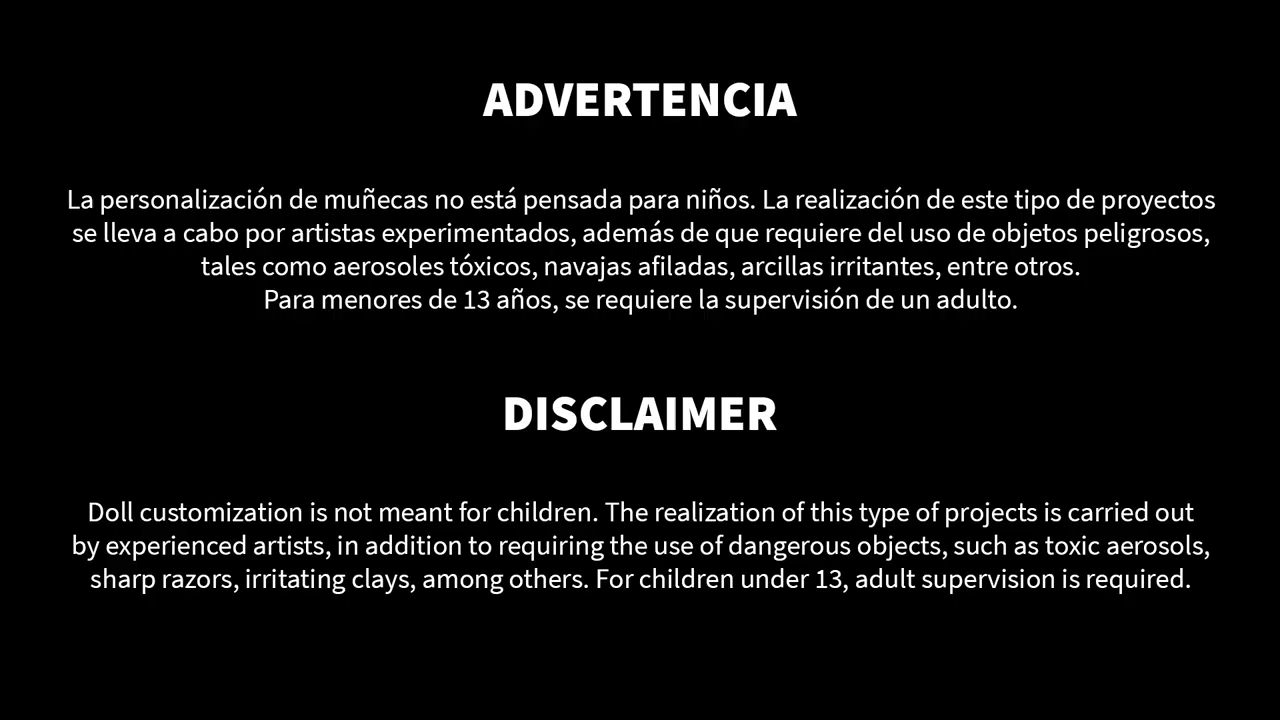 ADVERTENCIA
La personalización de muñecas no está pensada para niños. La realización de este tipo de proyectos
se lleva a cabo por artistas experimentados, además de que requiere del uso de objetos peligrosos,
tales como aerosoles tóxicos, navajas afiladas, arcillas irritantes, entre otros.
Para menores de 13 años, se requiere la supervisión de un adulto.
DISCLAIMER
Doll customization is not meant for children. The realization of this type of projects is carried out
by experienced artists, in addition to requiring the use of dangerous objects, such as toxic aerosols,
sharp razors, irritating clays, among others. For children under 13, adult supervision is required.